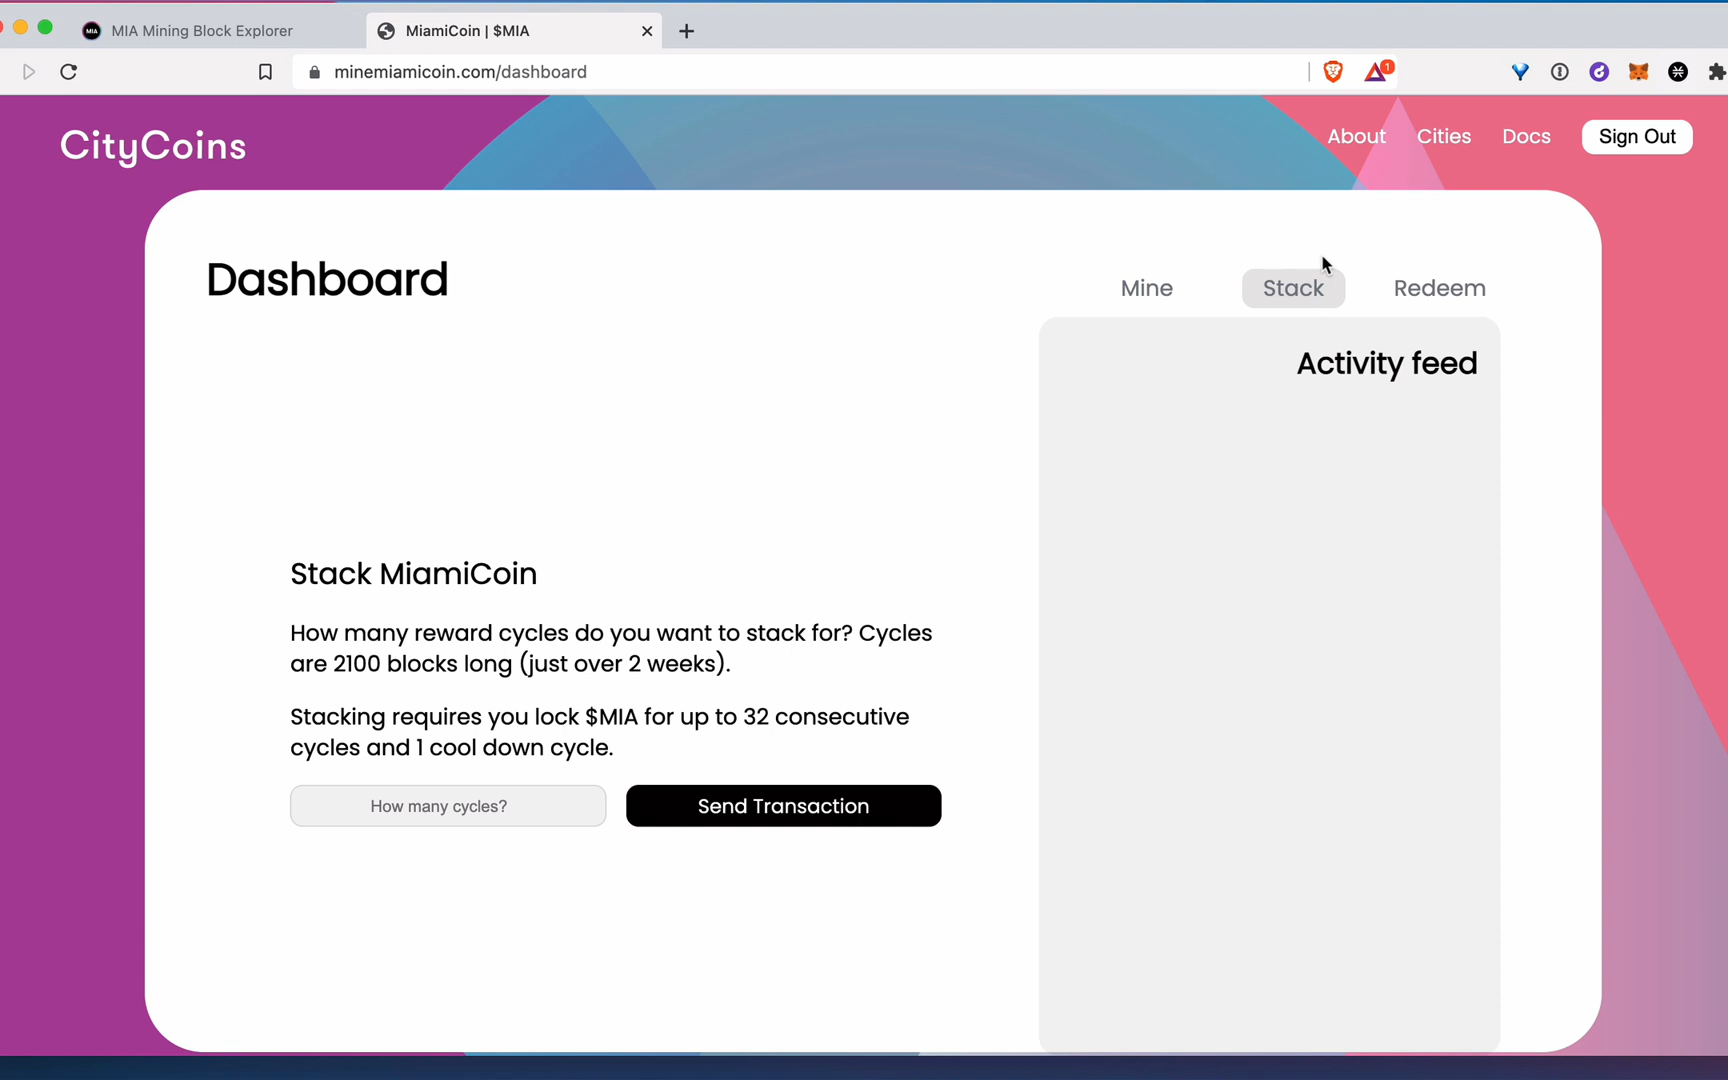 MIA Mining Block Explorer
MiamiCoin | $MIA
minemiamicoin.com/dashboard
1
CityCoins
About
Cities
Docs
Sign Out
Dashboard
Mine
Stack
Redeem
Activity feed
Stack MiamiCoin
How many reward cycles do you want to stack for? Cycles
are 2100 blocks long (just over 2 weeks).
Stacking requires you lock $MIA for up to 32 consecutive
cycles and 1 cool down cycle.
How many cycles?
Send Transaction